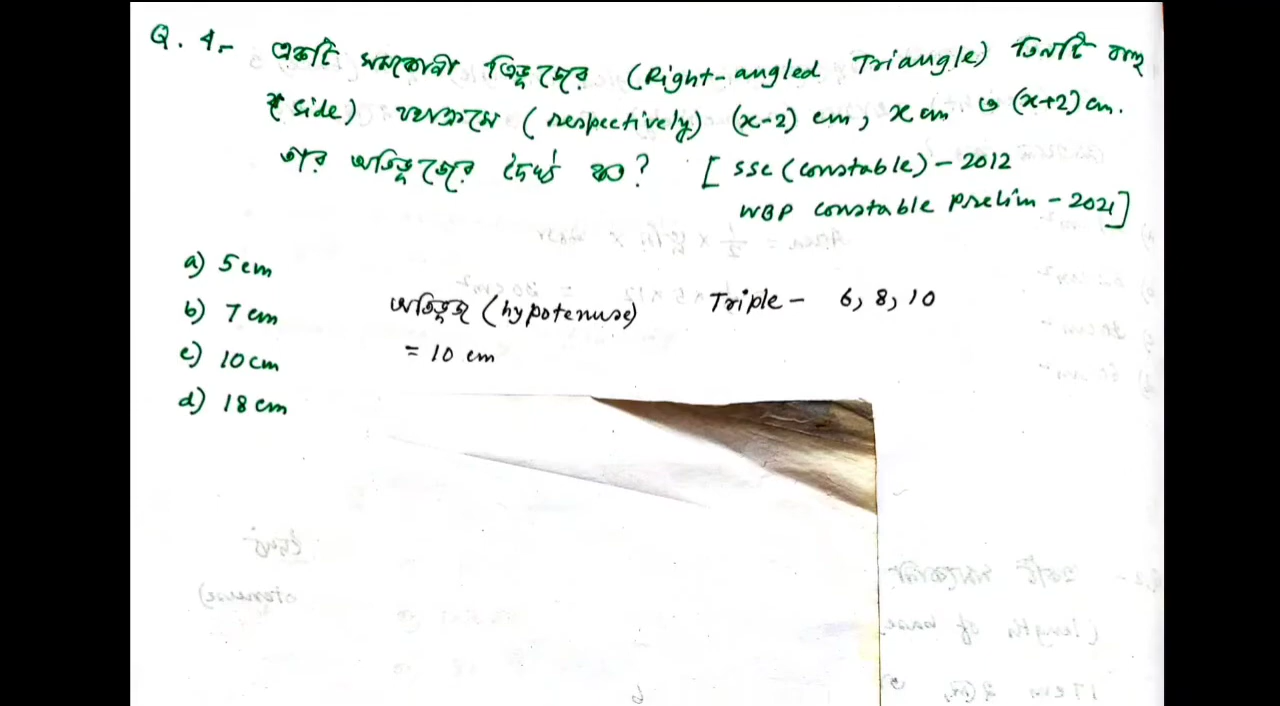 Q. 4.- একটি সমকোণী ত্রিভুজের (Right-angled Triangle) তিনটি বাহু
(side) যথাক্রমে (respectively) (x-2) cm, x cm ও (x+2) cm.
তার অতিভুজের দৈর্ঘ্য কত? [SSC (constable) - 2012
WBP constable prelim - 2021]
a) 5 cm
b) 7 cm
c) 10 cm
d) 18 cm
অতিভুজ (hypotenuse) Triple - 6, 8, 10
= 10 cm